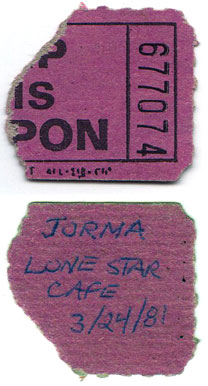 P
IS
PON
677074
JORMA
LONE STAR
CAFE
3/24/81